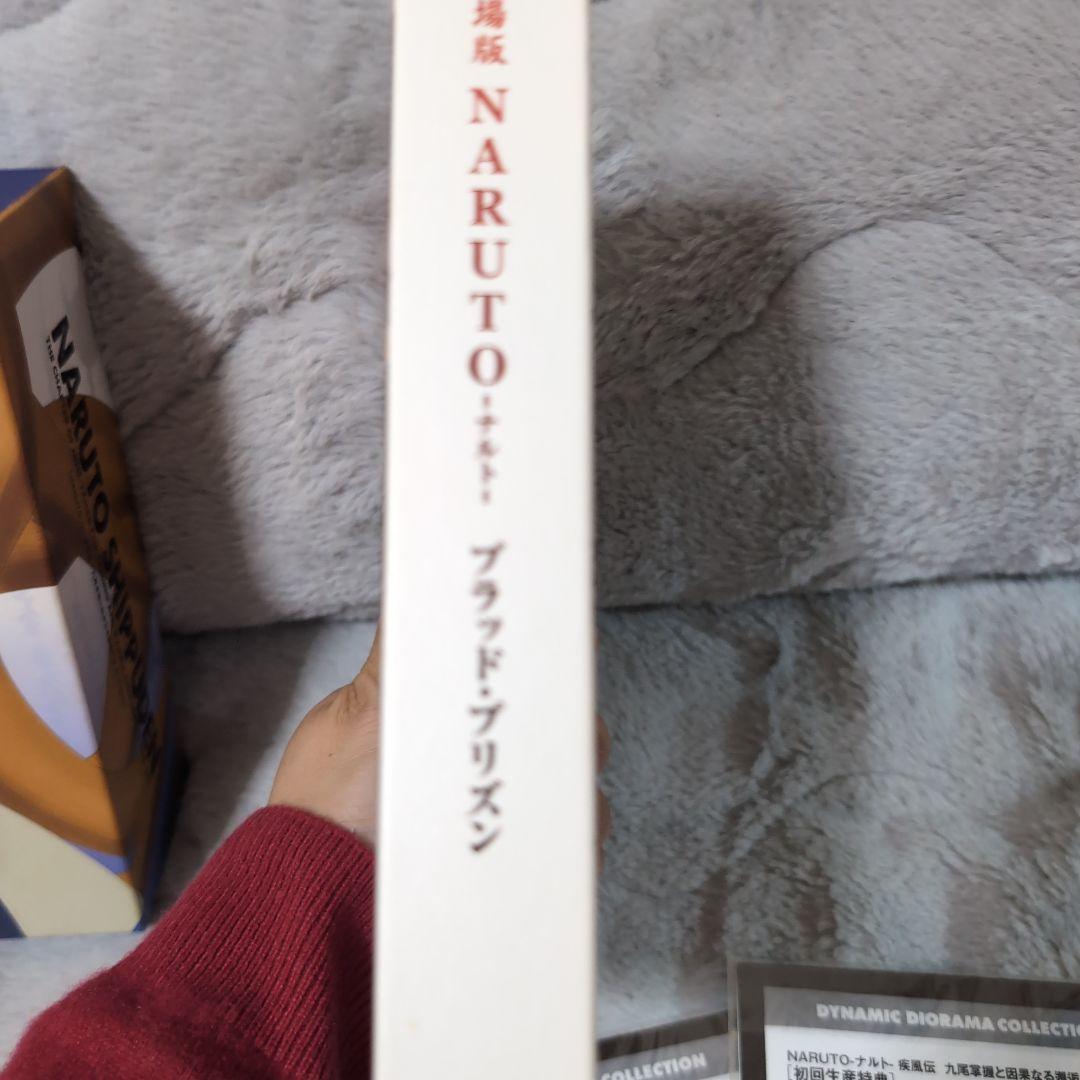 場版 NARUTO-ナルト- ブラッド・プリズン
NARUTO SHIPPUDEN
DYNAMIC DIORAMA COLLECTIO
COLLECTION
NARUTO-ナルト- 疾風伝 九尾掌握と因果なる邂逅
[初回生産特典]